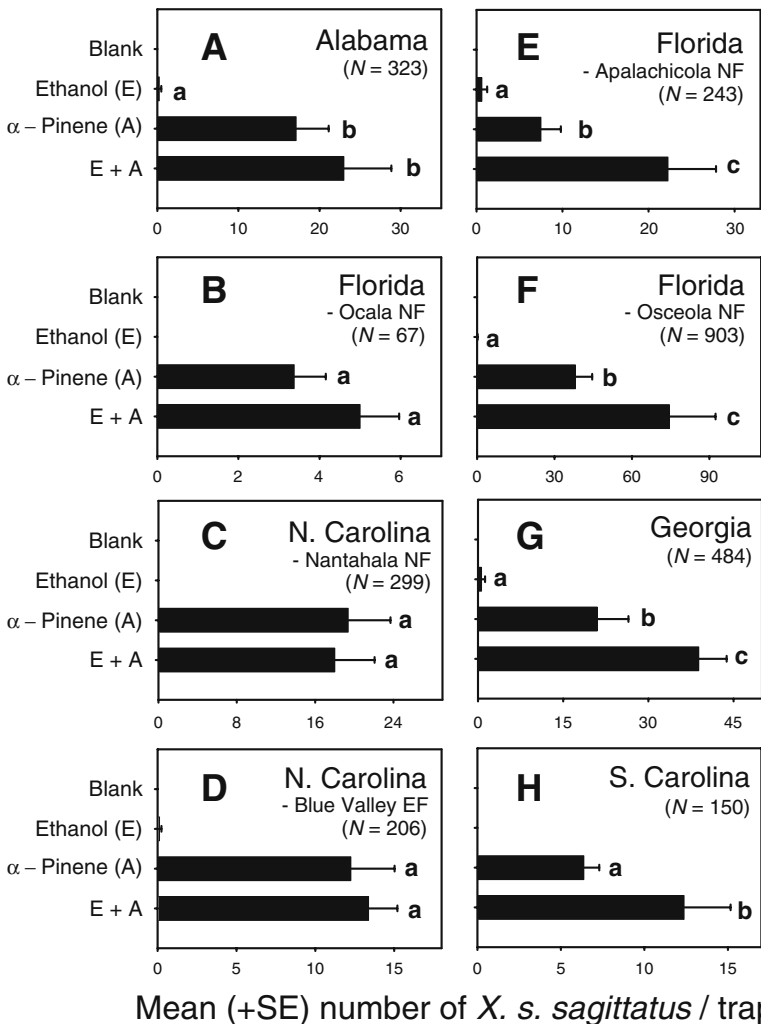 A
Alabama
(N = 323)
Blank
Ethanol (E)
α – Pinene (A)
E + A
a
b
b
0 10 20 30
E
Florida
- Apalachicola NF
(N = 243)
a
b
c
0 10 20 30
B
Florida
- Ocala NF
(N = 67)
Blank
Ethanol (E)
α – Pinene (A)
E + A
a
a
0 2 4 6
F
Florida
- Osceola NF
(N = 903)
a
b
c
0 30 60 90
C
N. Carolina
- Nantahala NF
(N = 299)
Blank
Ethanol (E)
α – Pinene (A)
E + A
a
a
0 8 16 24
G
Georgia
(N = 484)
a
b
c
0 15 30 45
D
N. Carolina
- Blue Valley EF
(N = 206)
Blank
Ethanol (E)
α – Pinene (A)
E + A
a
a
0 5 10 15
H
S. Carolina
(N = 150)
a
b
0 5 10 15
Mean (+SE) number of X. s. sagittatus / trap